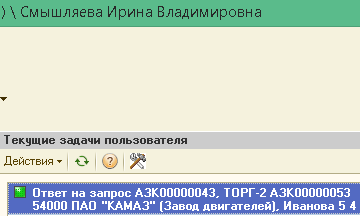 ) \ Смышляева Ирина Владимировна
Текущие задачи пользователя
Действия
Ответ на запрос АЗК00000043, ТОРГ-2 АЗК00000053
54000 ПАО "КАМАЗ" (Завод двигателей), Иванова 5 4